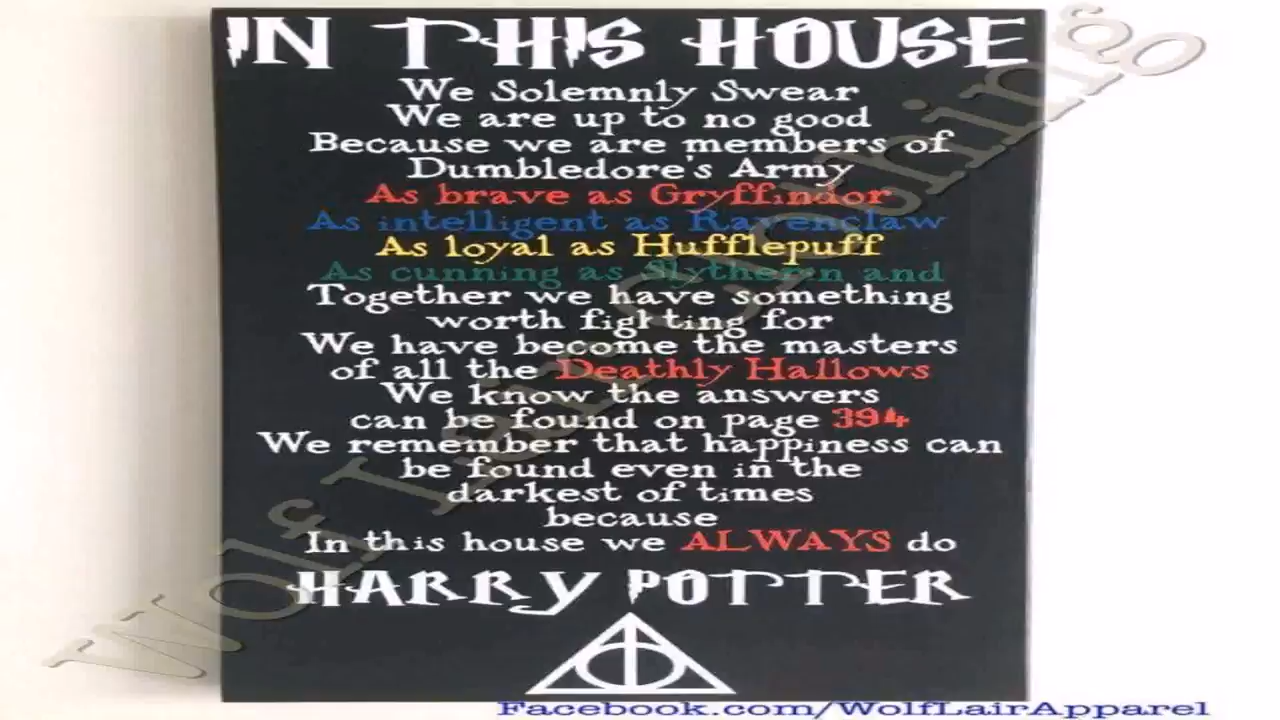 IN THIS HOUSE
We Solemnly Swear
We are up to no good
Because we are members of
Dumbledore's Army
As brave as Gryffindor
As intelligent as Ravenclaw
As loyal as Hufflepuff
As cunning as Slytherin and
Together we have something
worth fighting for
We have become the masters
of all the Deathly Hallows
We know the answers
can be found on page 394
We remember that happiness can
be found even in the
darkest of times
because
In this house we ALWAYS do
HARRY POTTER
Wolf Lair Clothing
Facebook.com/WolfLairApparel